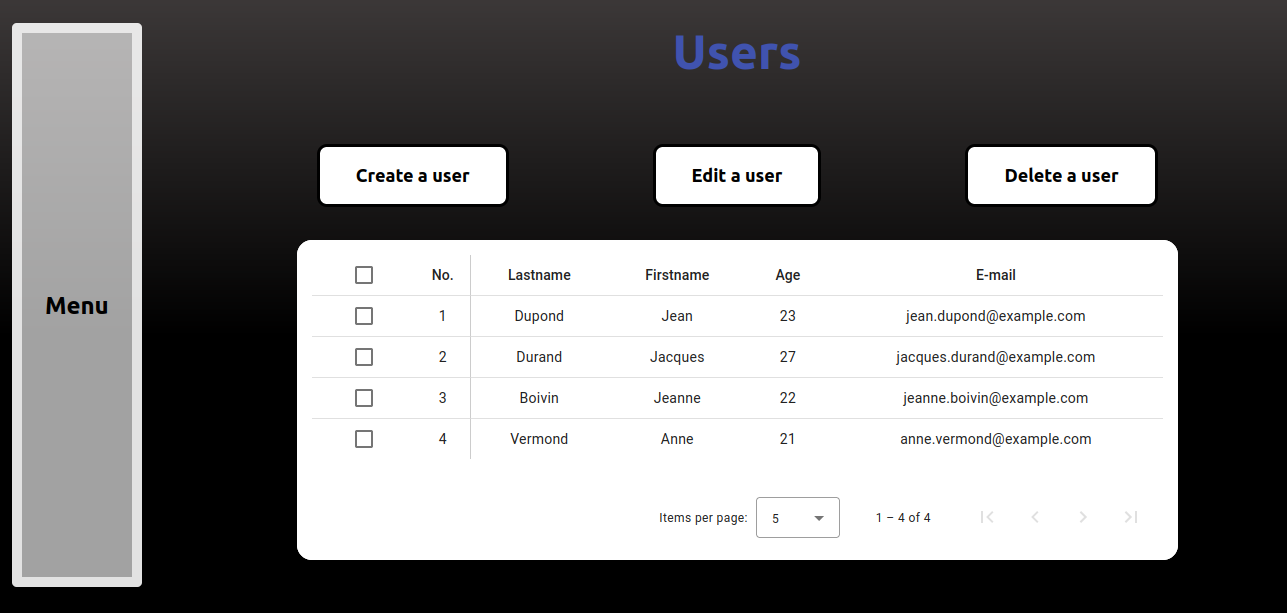 Users
Menu
Create a user Edit a user Delete a user
No. Lastname Firstname Age E-mail
1 Dupond Jean 23 jean.dupond@example.com
2 Durand Jacques 27 jacques.durand@example.com
3 Boivin Jeanne 22 jeanne.boivin@example.com
4 Vermond Anne 21 anne.vermond@example.com
Items per page: 5 1 – 4 of 4